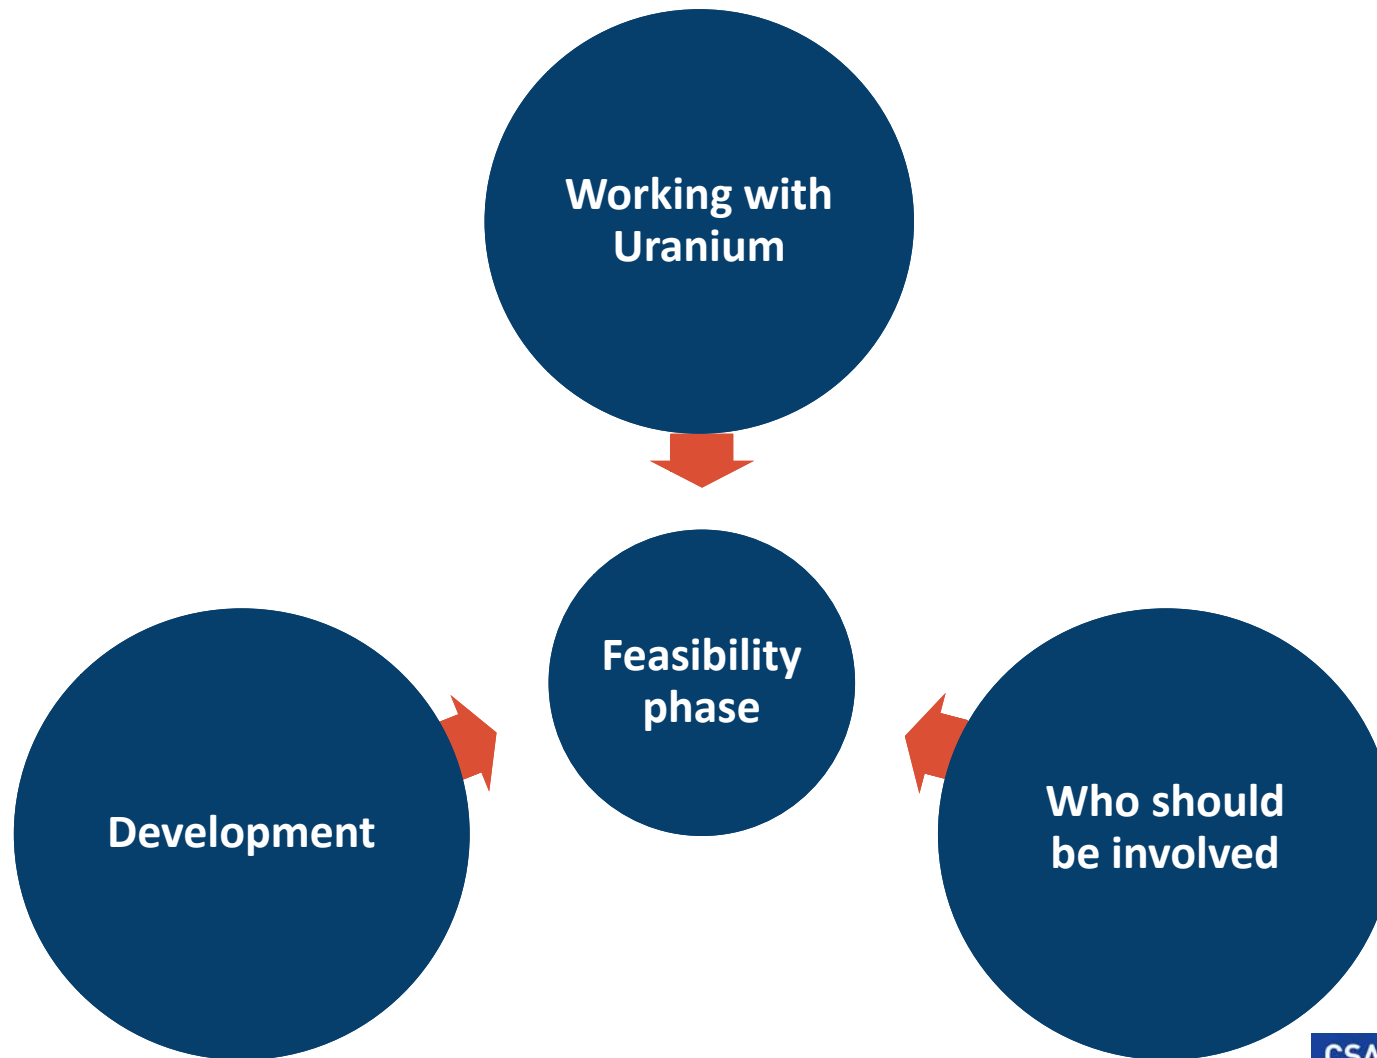 Working with
Uranium
Feasibility
phase
Development
Who should
be involved